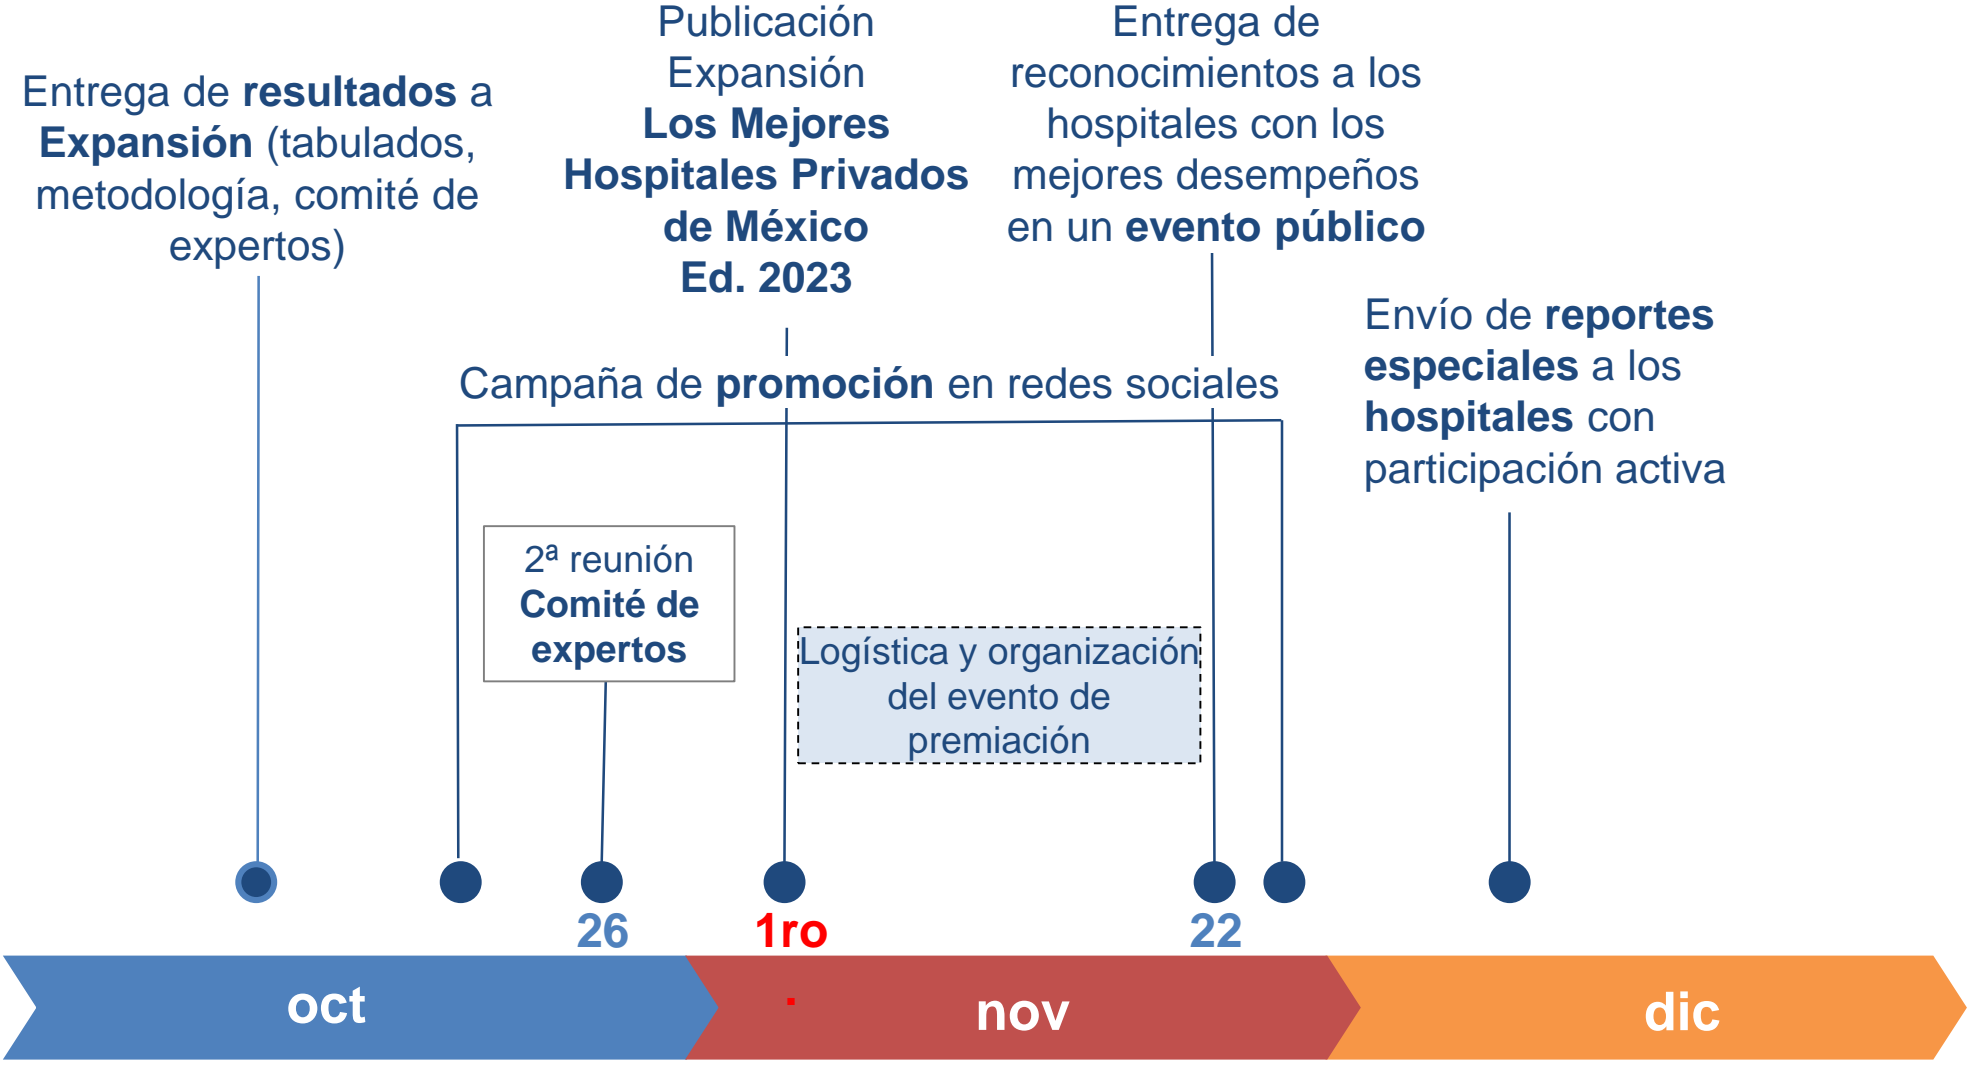 Entrega de resultados a
Expansión (tabulados,
metodología, comité de
expertos)
Publicación
Expansión
Los Mejores
Hospitales Privados
de México
Ed. 2023
Entrega de
reconocimientos a los
hospitales con los
mejores desempeños
en un evento público
Envío de reportes
especiales a los
hospitales con
participación activa
Campaña de promoción en redes sociales
2ª reunión
Comité de
expertos
Logística y organización
del evento de
premiación
26
1ro
.
22
oct
nov
dic